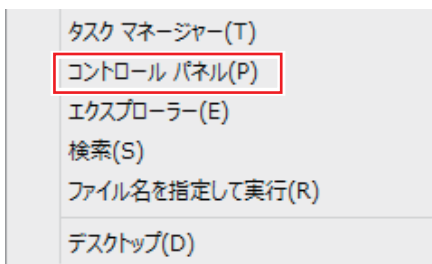 タスク マネージャー(T)
コントロール パネル(P)
エクスプローラー(E)
検索(S)
ファイル名を指定して実行(R)
デスクトップ(D)